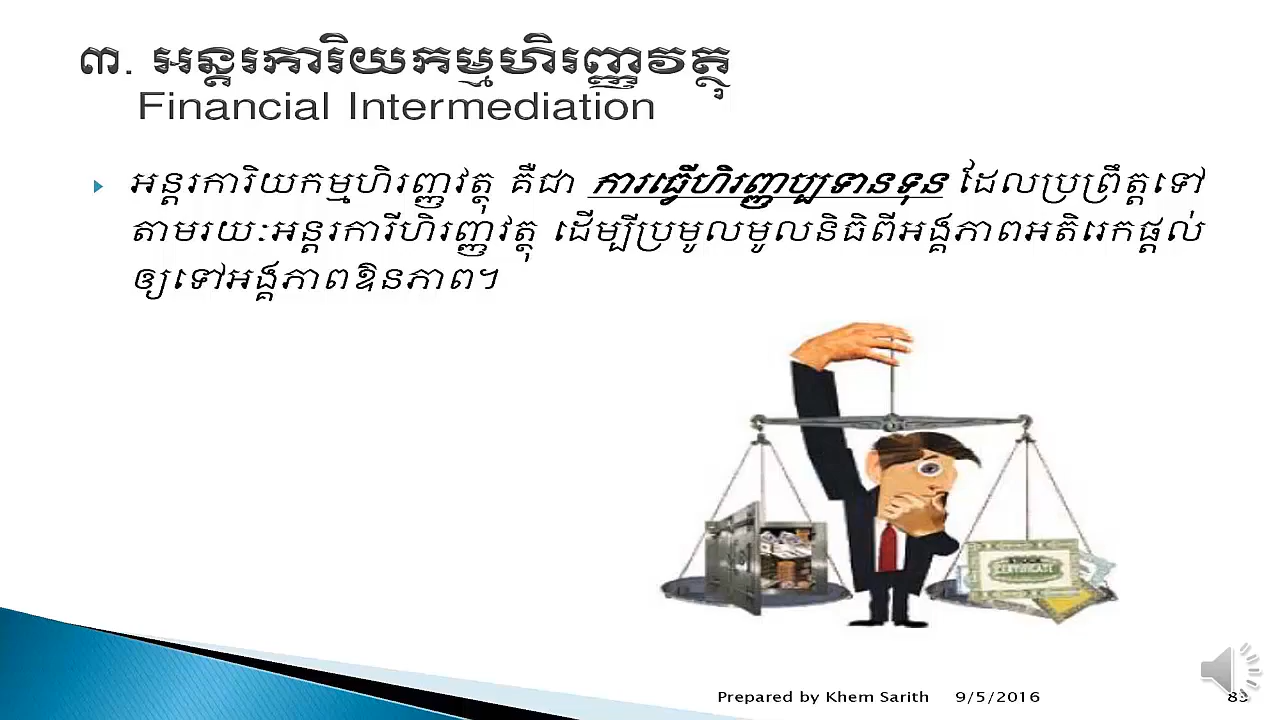 ៣. អន្តរការិយកម្មហិរញ្ញវត្ថុ
Financial Intermediation
អន្តរការិយកម្មហិរញ្ញវត្ថុ គឺជា ការធ្វើហិរញ្ញប្បទានទុន ដែលប្រព្រឹត្តទៅ
តាមរយៈអន្តរការីហិរញ្ញវត្ថុ ដើម្បីប្រមូលមូលនិធិពីអង្គភាពអតិរេកផ្តល់
ឲ្យទៅអង្គភាពឱនភាព។
CERTIFICATE
Prepared by Khem Sarith 9/5/2016